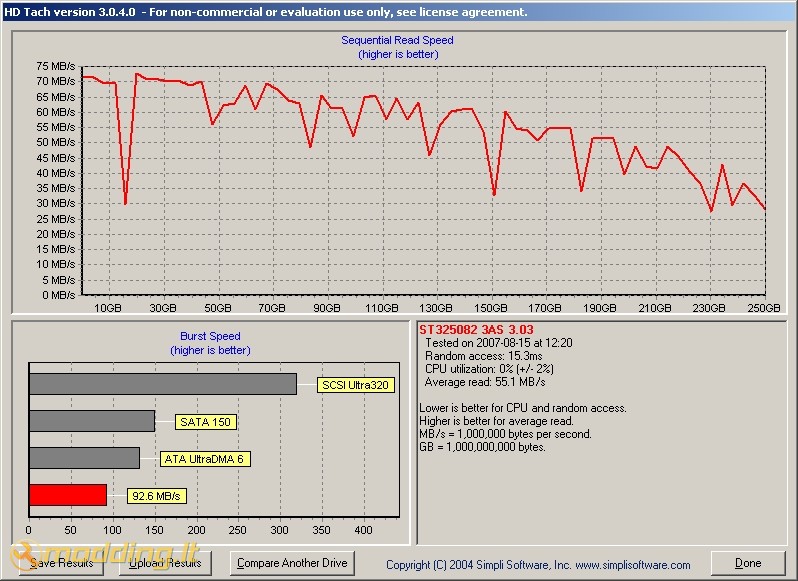 HD Tach version 3.0.4.0 - For non-commercial or evaluation use only, see license agreement.
Sequential Read Speed
(higher is better)
75 MB/s
70 MB/s
65 MB/s
60 MB/s
55 MB/s
50 MB/s
45 MB/s
40 MB/s
35 MB/s
30 MB/s
25 MB/s
20 MB/s
15 MB/s
10 MB/s
5 MB/s
0 MB/s
10GB 30GB 50GB 70GB 90GB 110GB 130GB 150GB 170GB 190GB 210GB 230GB 250GB
Burst Speed
(higher is better)
SCSI Ultra320
SATA 150
ATA UltraDMA 6
92.6 MB/s
0 50 100 150 200 250 300 350 400
ST325082 3AS 3.03
Tested on 2007-08-15 at 12:20
Random access: 15.3ms
CPU utilization: 0% (+/- 2%)
Average read: 55.1 MB/s
Lower is better for CPU and random access.
Higher is better for average read.
MB/s = 1,000,000 bytes per second.
GB = 1,000,000,000 bytes.
modding.lt
Save Results Upload Results Compare Another Drive Copyright (C) 2004 Simpli Software, Inc. www.simplisoftware.com Done